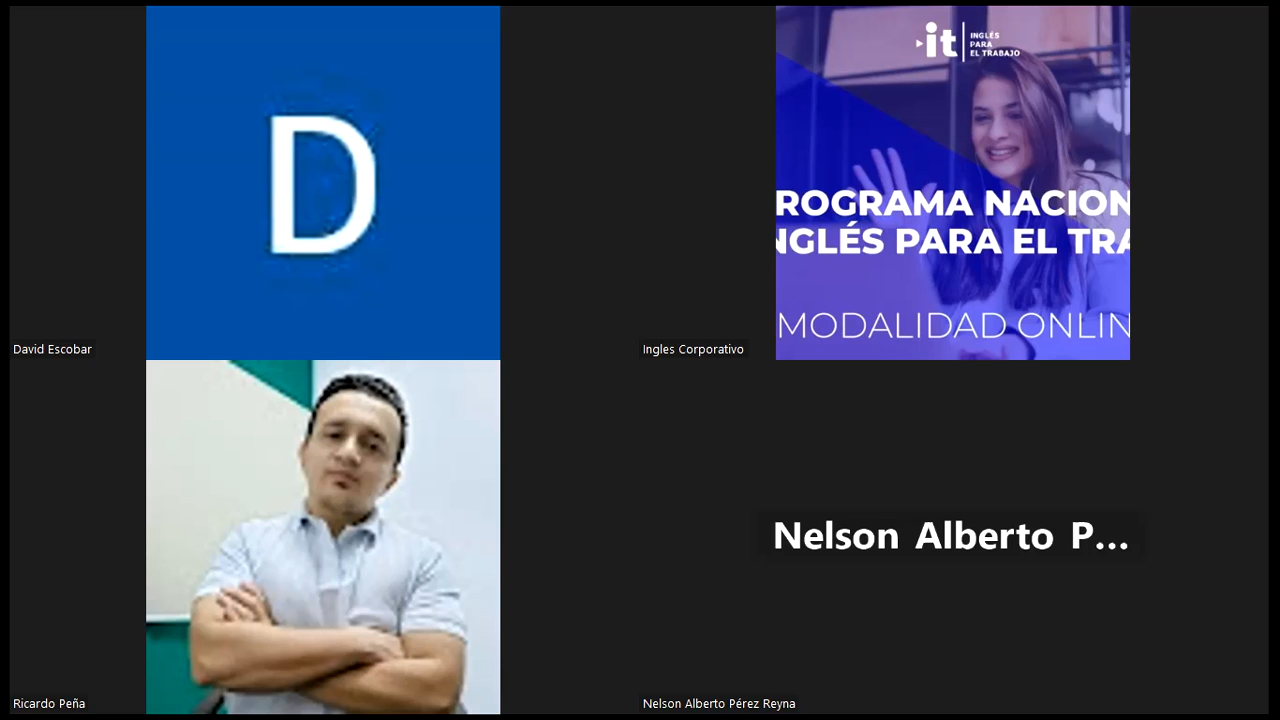 D
David Escobar
it
INGLÉS
PARA
EL TRABAJO
ROGRAMA NACION
NGLÉS PARA EL TRA
MODALIDAD ONLIN
Ingles Corporativo
Ricardo Peña
Nelson Alberto P...
Nelson Alberto Pérez Reyna